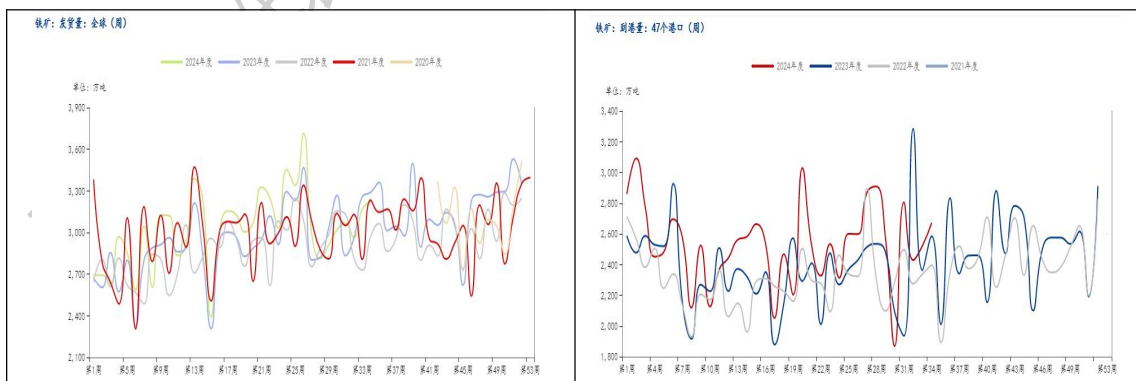 铁矿：发货量：全球（周）
2024年度 2023年度 2022年度 2021年度 2020年度
单位：万吨
3,900
3,600
3,300
3,000
2,700
2,400
2,100
第1周 第5周 第9周 第13周 第17周 第21周 第25周 第29周 第33周 第37周 第41周 第45周 第49周 第53周
铁矿：到港量：47个港口（周）
2024年度 2023年度 2022年度 2021年度
单位：万吨
3,400
3,200
3,000
2,800
2,600
2,400
2,200
2,000
1,800
第1周 第4周 第7周 第10周 第13周 第16周 第19周 第22周 第25周 第28周 第31周 第34周 第37周 第40周 第43周 第46周 第49周 第53周